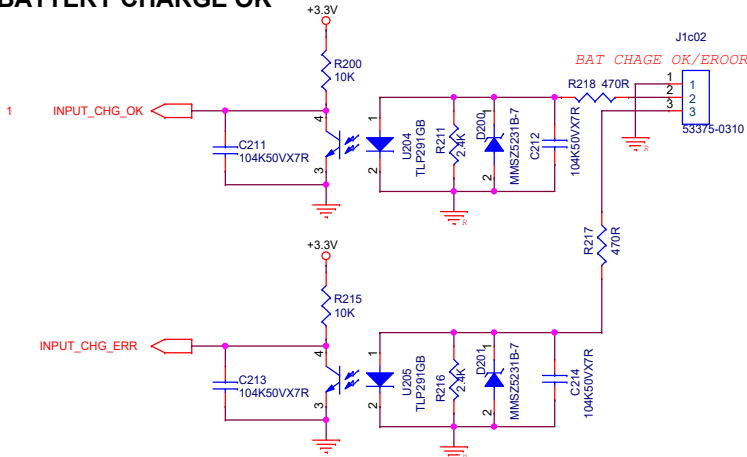 BATTERY CHARGE OK
+3.3V
J1c02
BAT CHAGE OK/EROOR
R200
10K
R218 470R
1
INPUT_CHG_OK
4
1
1
1
1
2
2
3
3
53375-0310
C211
104K50VX7R
U204
TLP291GB
R211
2.4K
D200
MMSZ5231B-7
C212
104K50VX7R
3
2
2
R217
470R
+3.3V
R215
10K
INPUT_CHG_ERR
4
1
1
C213
104K50VX7R
U205
TLP291GB
R216
2.4K
D201
MMSZ5231B-7
C214
104K50VX7R
3
2
2